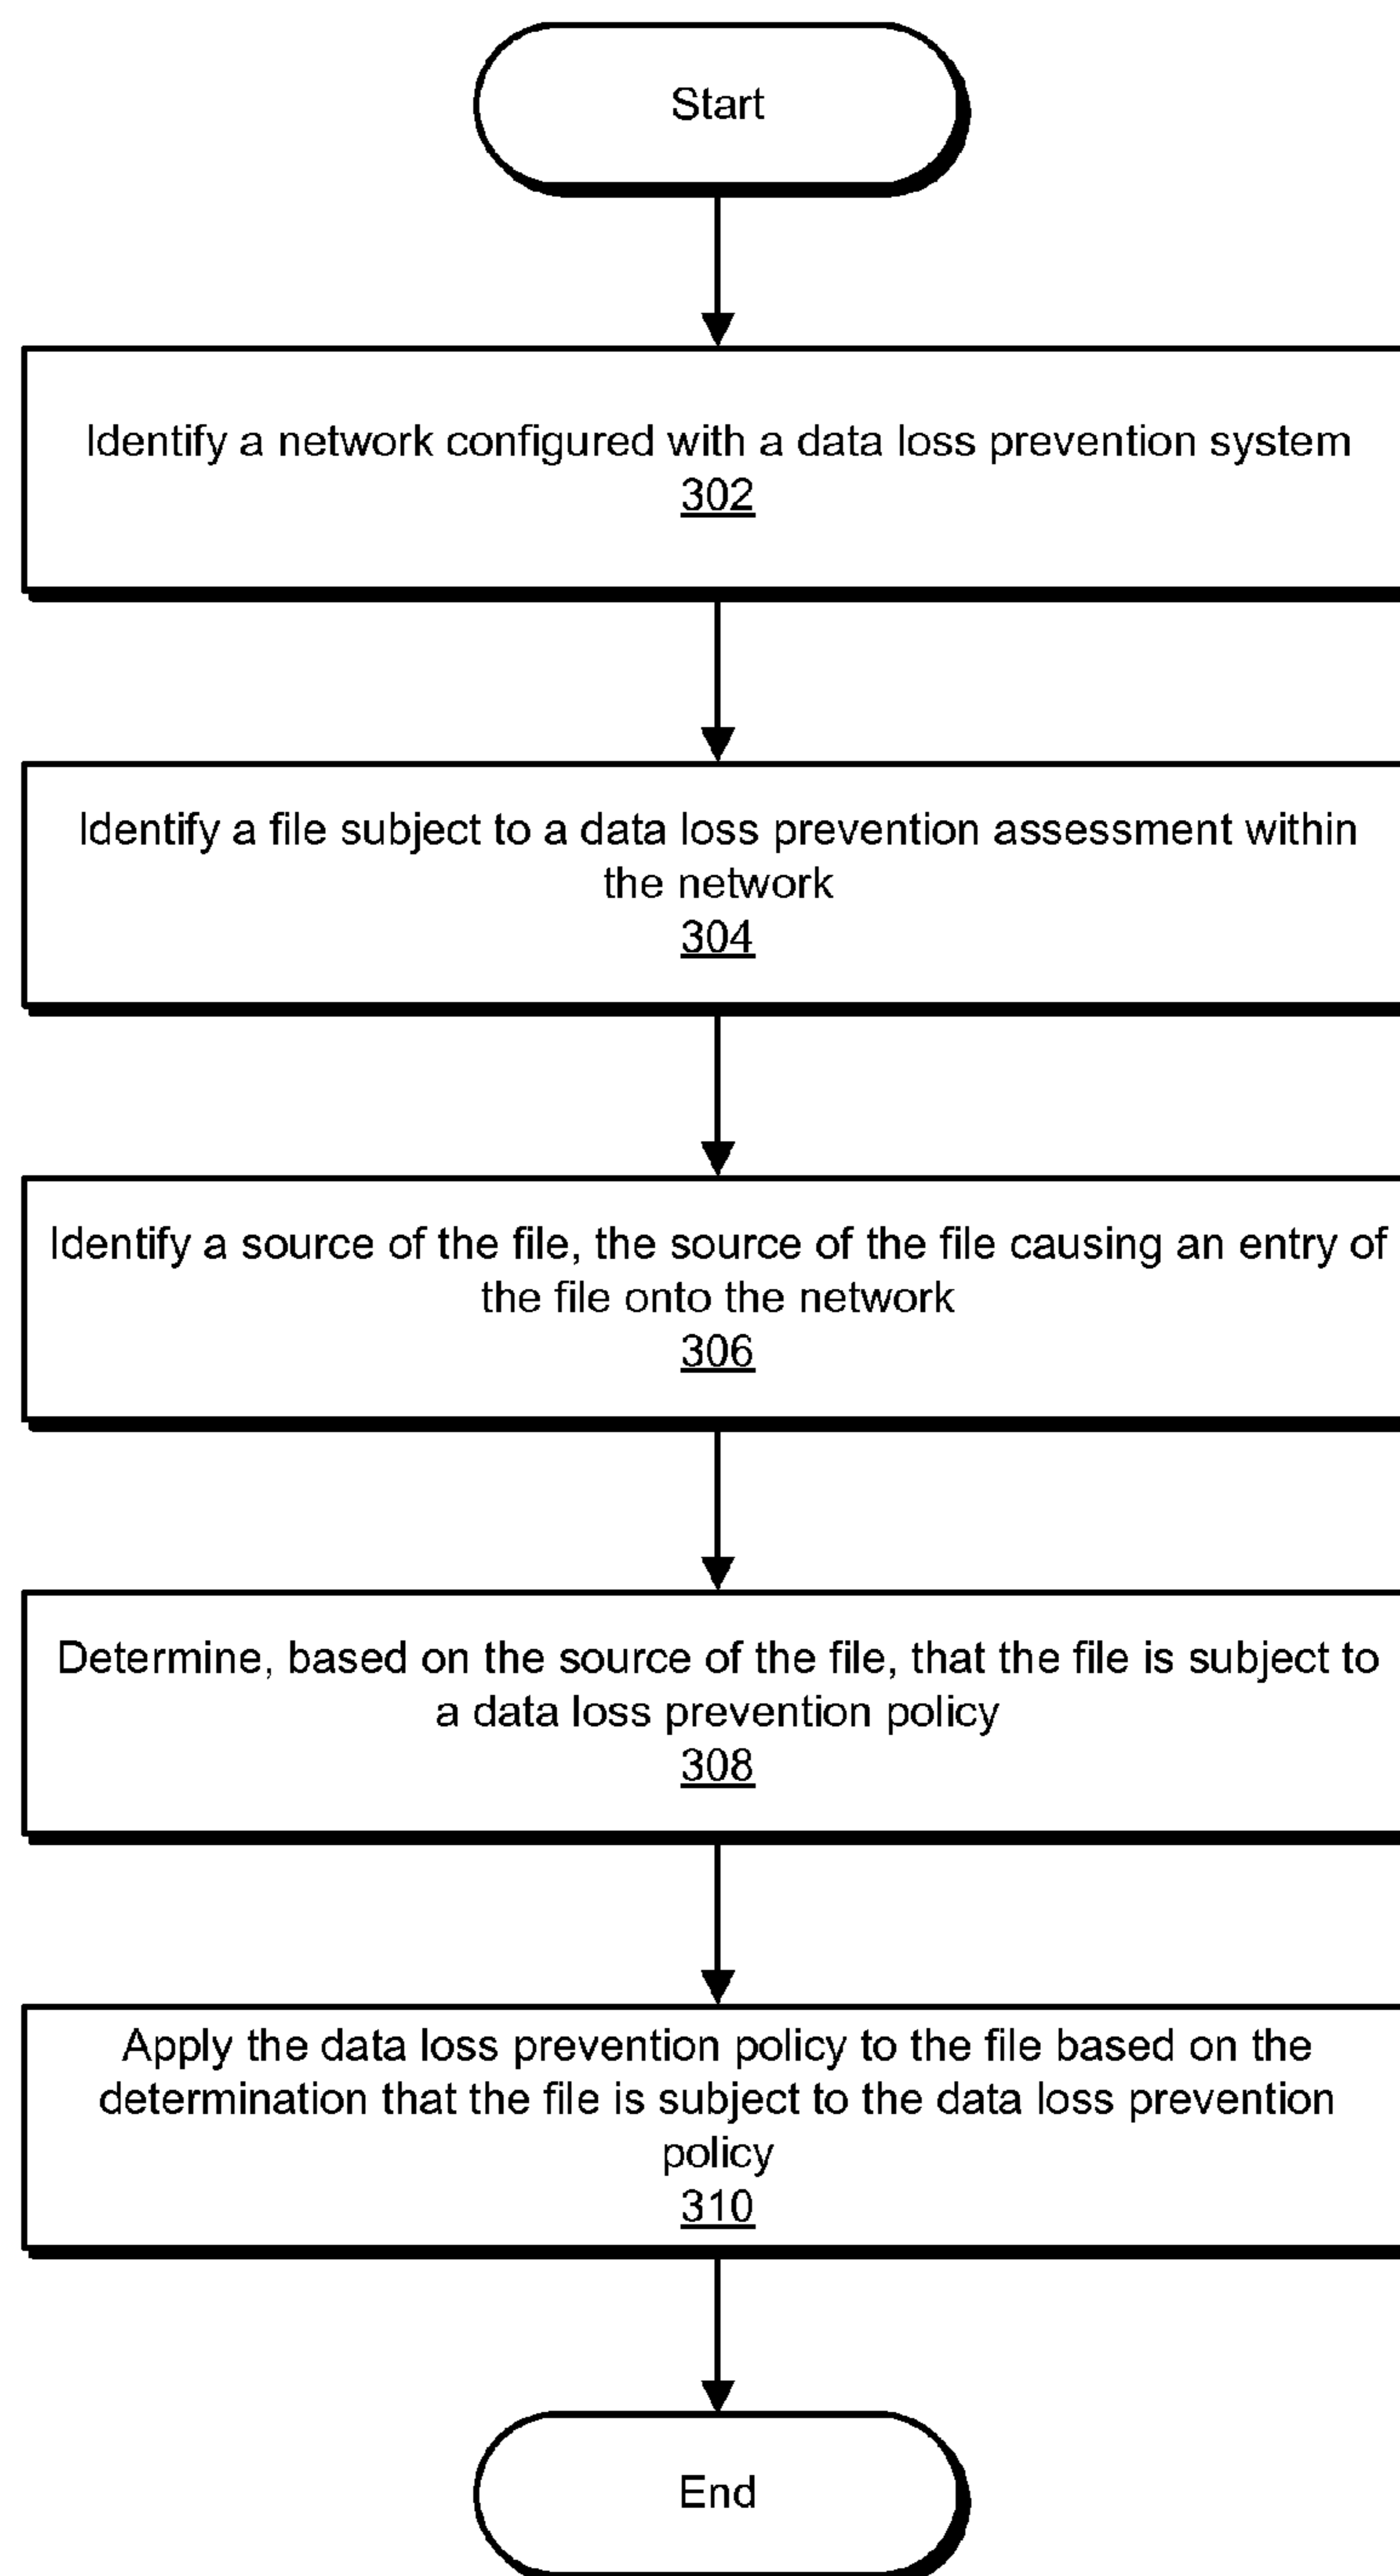 Start
Identify a network configured with a data loss prevention system
302
Identify a file subject to a data loss prevention assessment within
the network
304
Identify a source of the file, the source of the file causing an entry of
the file onto the network
306
Determine, based on the source of the file, that the file is subject to
a data loss prevention policy
308
Apply the data loss prevention policy to the file based on the
determination that the file is subject to the data loss prevention
policy
310
End